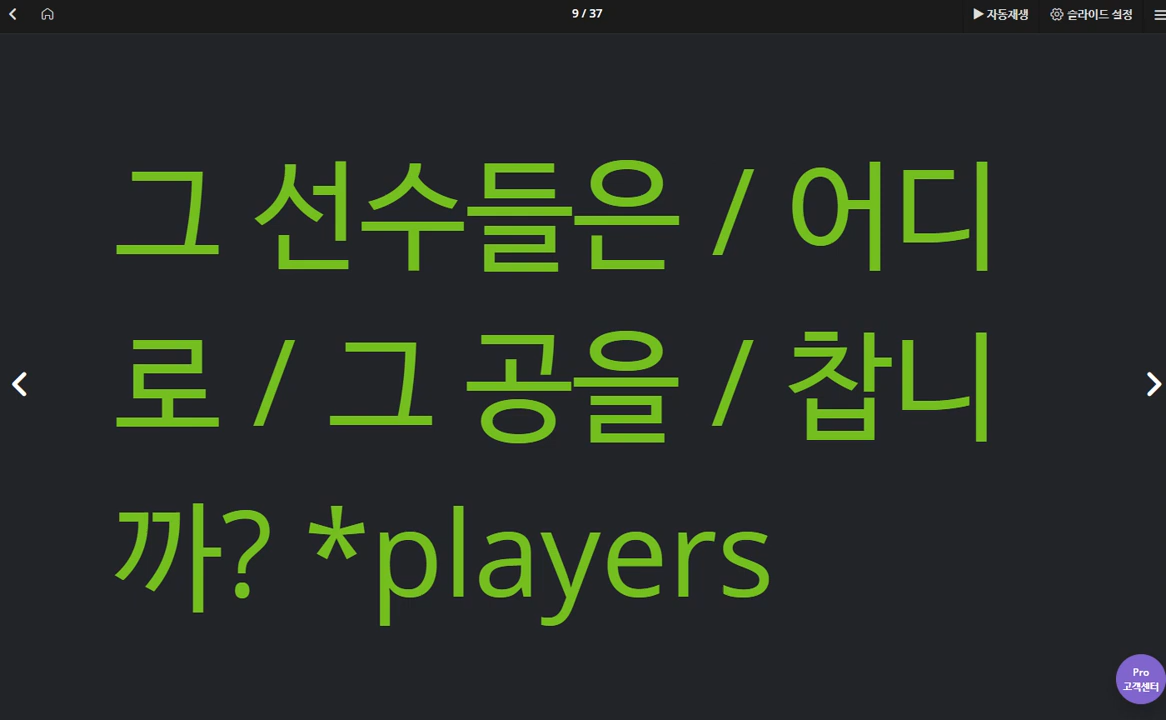 9 / 37
▶ 자동재생
슬라이드 설정
그 선수들은 / 어디
로 / 그 공을 / 찹니
까? *players
Pro
고객센터